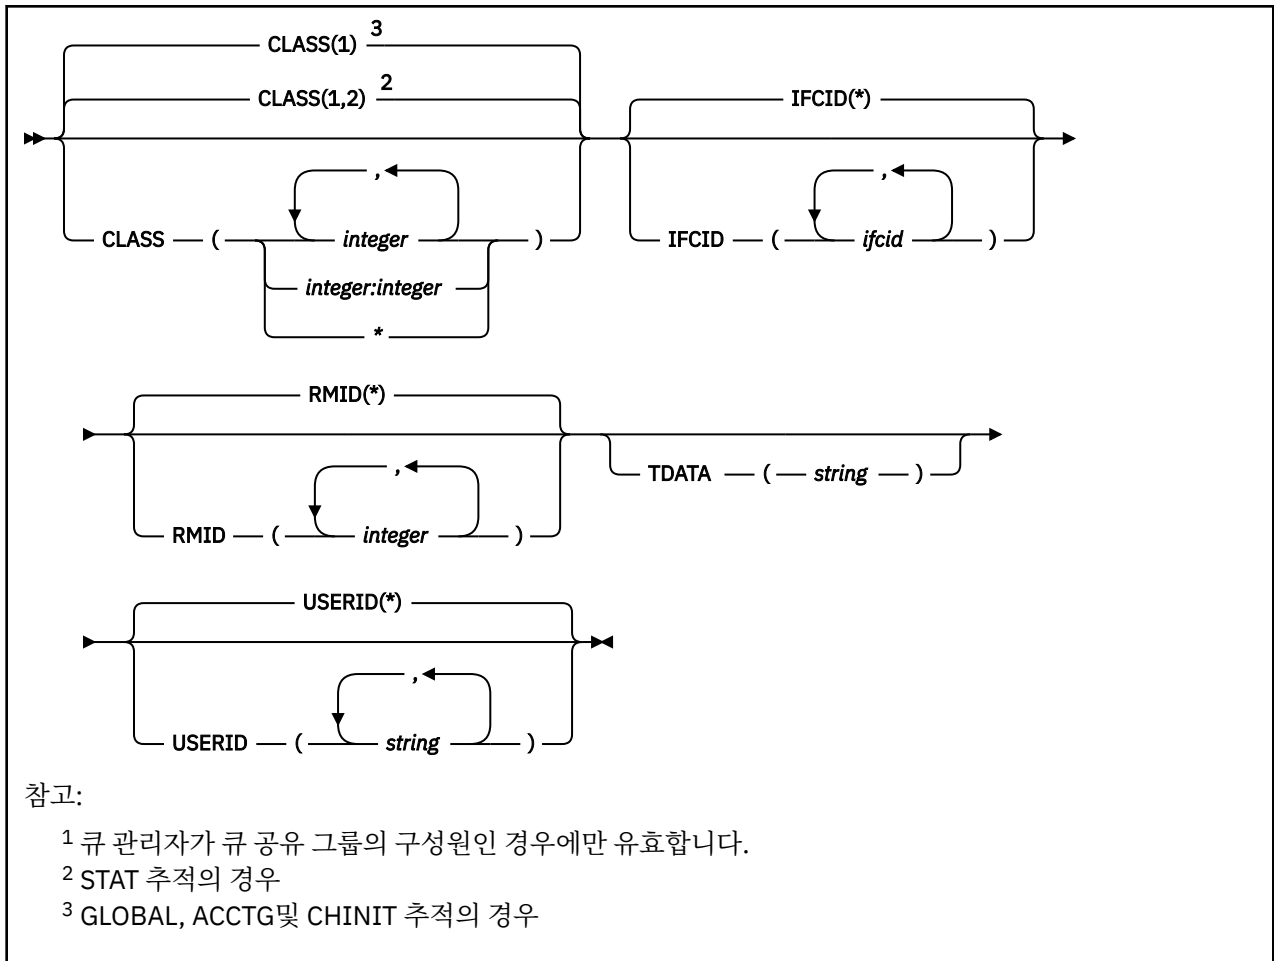 CLASS(1) 3
CLASS(1,2) 2
IFCID(*)
,
,
CLASS ( integer )
IFCID ( ifcid )
integer:integer
*
RMID(*)
,
TDATA ( string )
RMID ( integer )
USERID(*)
,
USERID ( string )
참고:
1 큐 관리자가 큐 공유 그룹의 구성원인 경우에만 유효합니다.
2 STAT 추적의 경우
3 GLOBAL, ACCTG및 CHINIT 추적의 경우